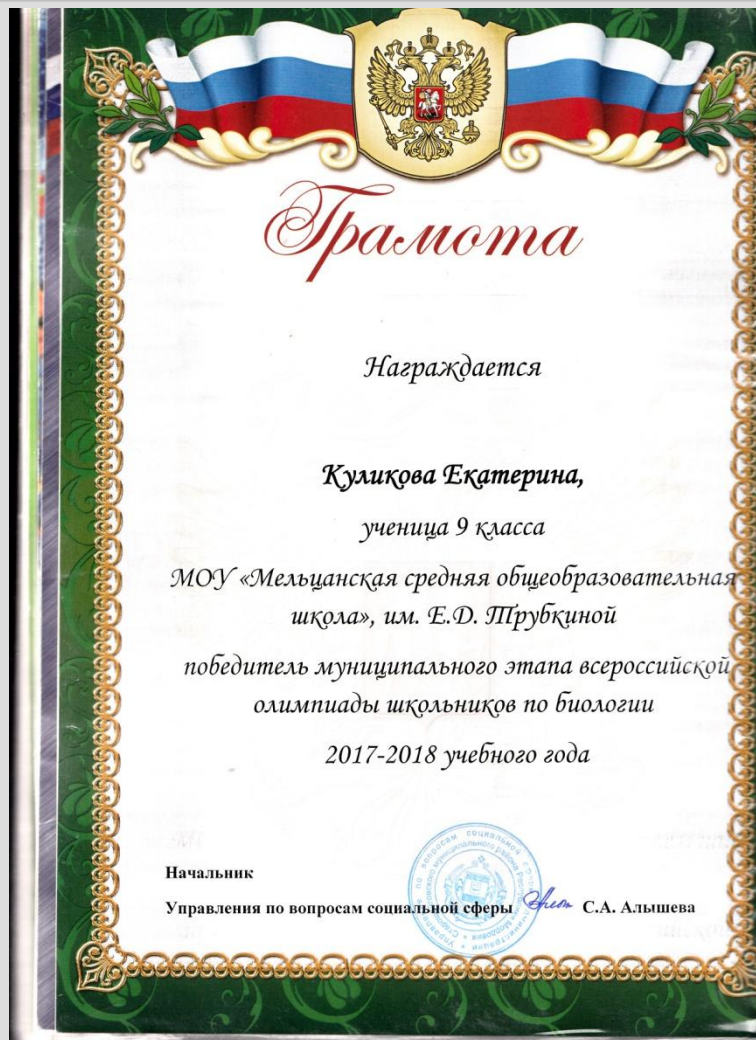 Грамота
Награждается
Куликова Екатерина,
ученица 9 класса
МОУ «Мельцанская средняя общеобразовательная
школа», им. Е.Д. Трубкиной
победитель муниципального этапа всероссийской
олимпиады школьников по биологии
2017-2018 учебного года
Начальник
Управления по вопросам социальной сферы С.А. Алышева